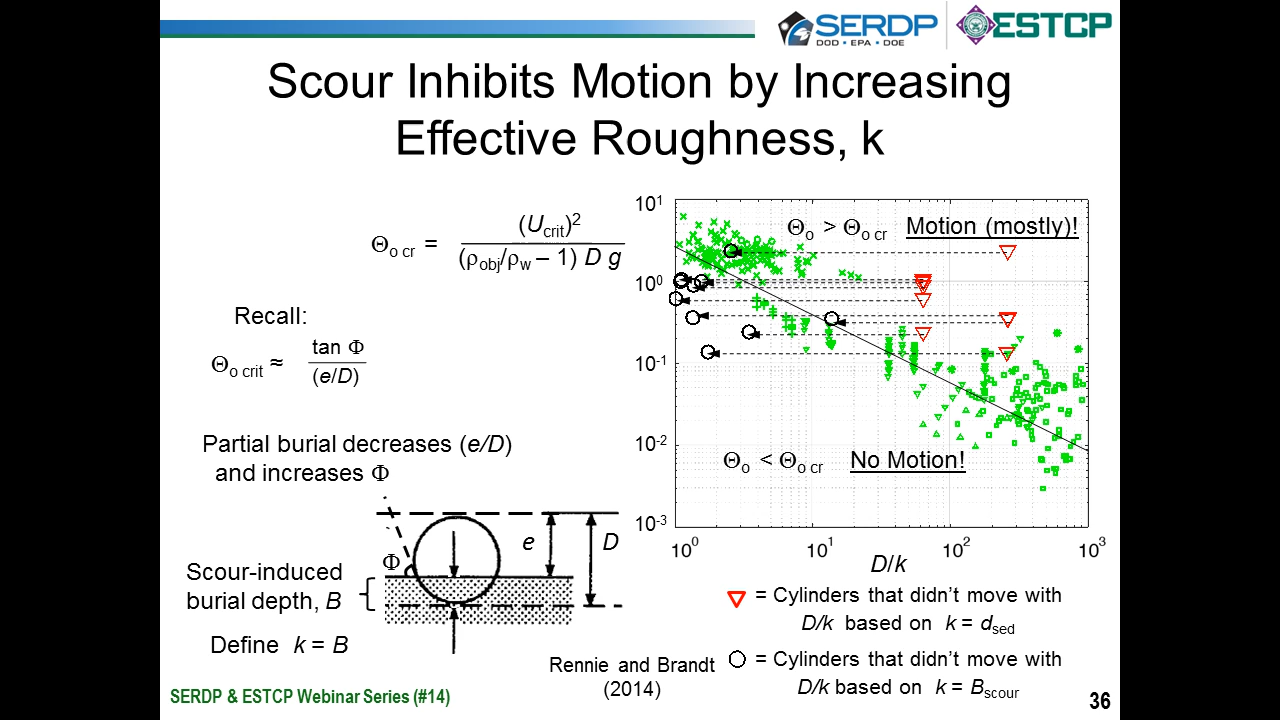 SERDP
DOD • EPA • DOE
ESTCP
Scour Inhibits Motion by Increasing
Effective Roughness, k
Θo cr = (Ucrit)² / (ρobj/ρw – 1) D g
Recall:
Θo crit ≈ tan Φ / (e/D)
Partial burial decreases (e/D)
and increases Φ
Φ
e
D
Scour-induced
burial depth, B
Define k = B
10¹
10⁰
10⁻¹
10⁻²
10⁻³
Θo > Θo cr Motion (mostly)!
Θo < Θo cr No Motion!
10⁰ 10¹ 10² 10³
D/k
= Cylinders that didn't move with
D/k based on k = dsed
= Cylinders that didn't move with
D/k based on k = Bscour
Rennie and Brandt
(2014)
SERDP & ESTCP Webinar Series (#14)
36